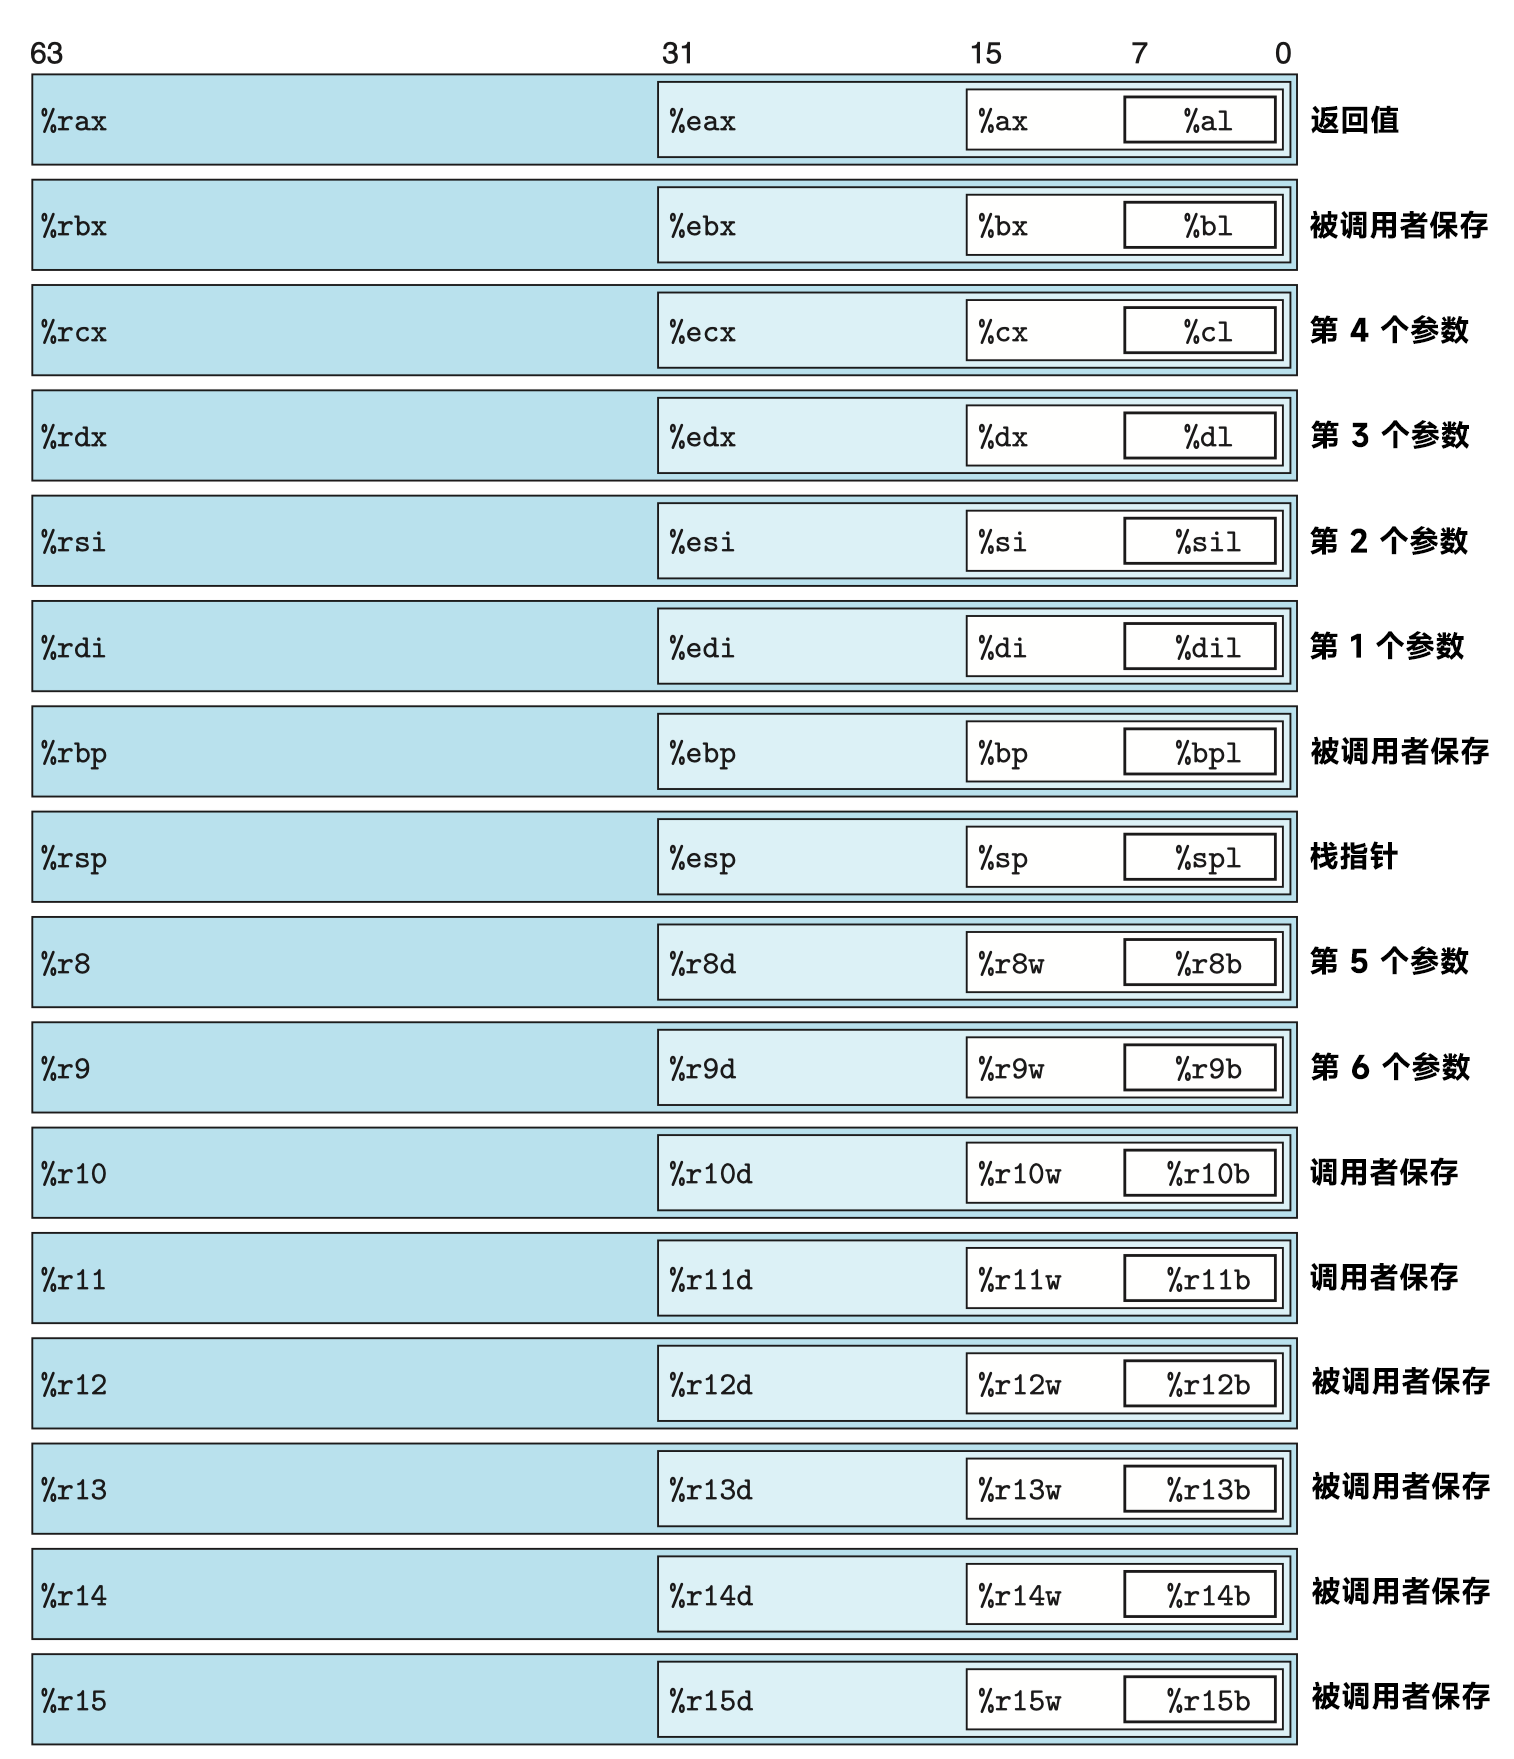 63 31 15 7 0
%rax %eax %ax %al 返回值
%rbx %ebx %bx %bl 被调用者保存
%rcx %ecx %cx %cl 第 4 个参数
%rdx %edx %dx %dl 第 3 个参数
%rsi %esi %si %sil 第 2 个参数
%rdi %edi %di %dil 第 1 个参数
%rbp %ebp %bp %bpl 被调用者保存
%rsp %esp %sp %spl 栈指针
%r8 %r8d %r8w %r8b 第 5 个参数
%r9 %r9d %r9w %r9b 第 6 个参数
%r10 %r10d %r10w %r10b 调用者保存
%r11 %r11d %r11w %r11b 调用者保存
%r12 %r12d %r12w %r12b 被调用者保存
%r13 %r13d %r13w %r13b 被调用者保存
%r14 %r14d %r14w %r14b 被调用者保存
%r15 %r15d %r15w %r15b 被调用者保存